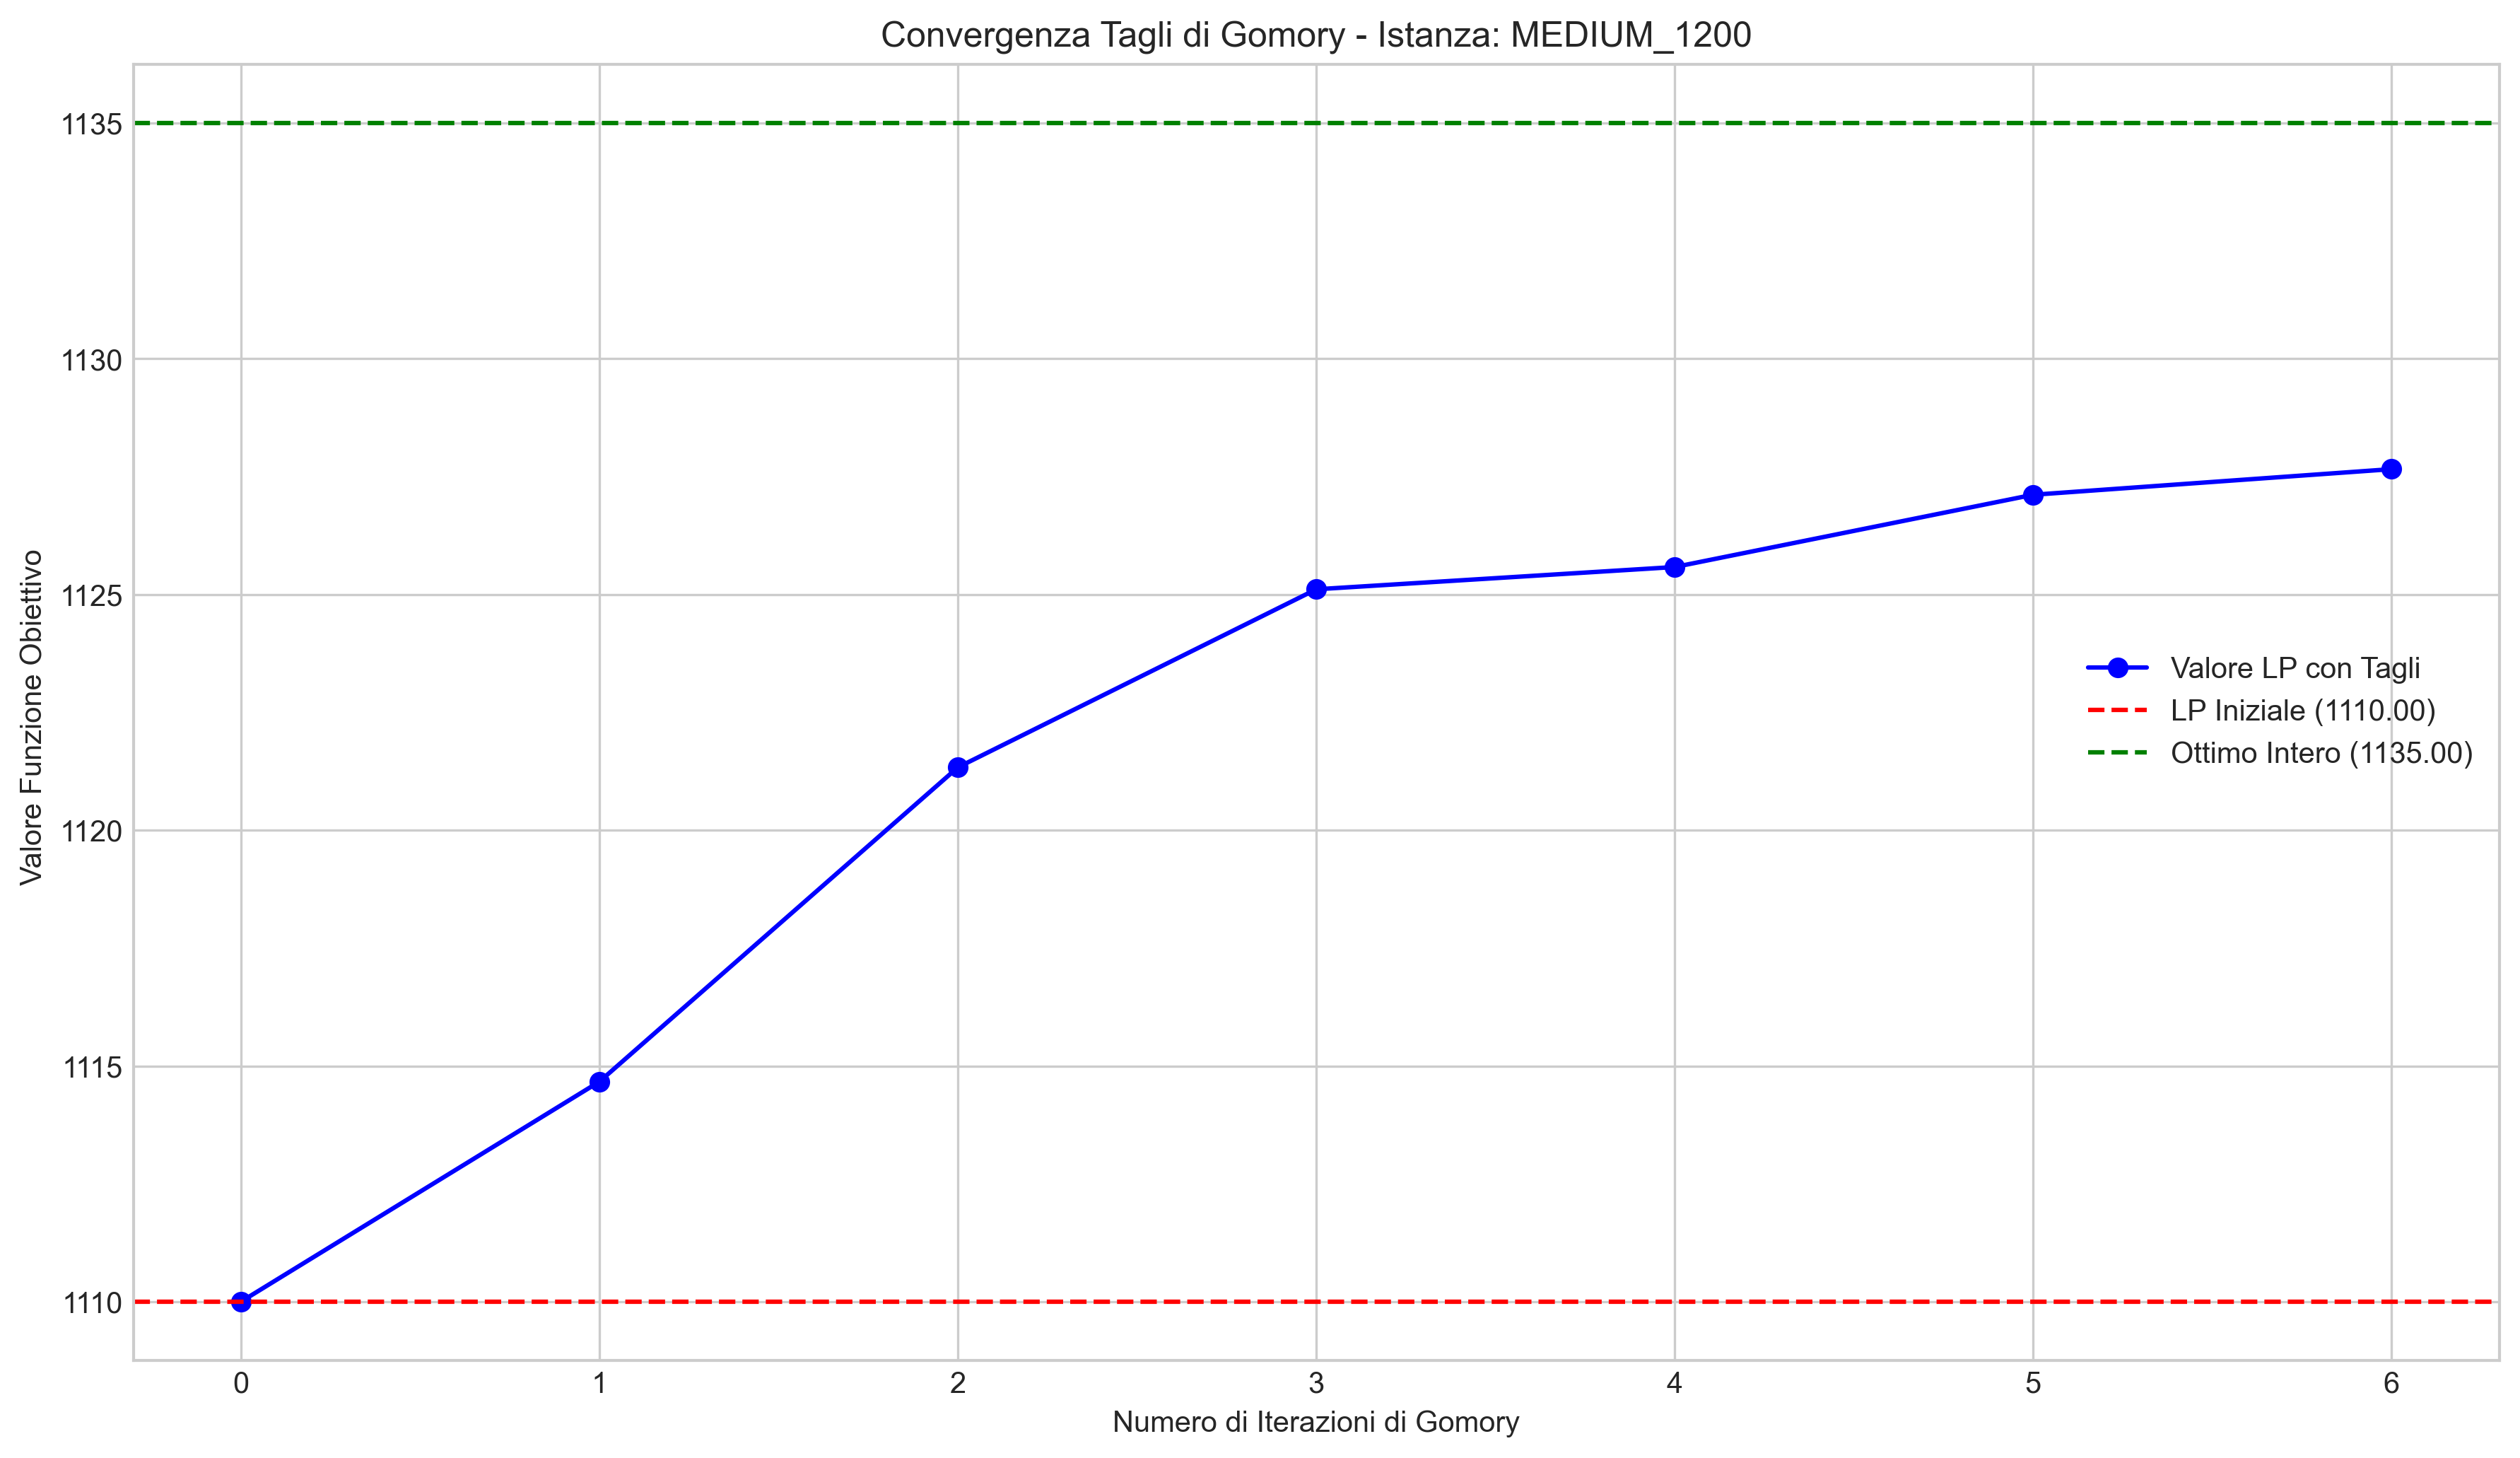 Convergenza Tagli di Gomory - Istanza: MEDIUM_1200
Valore Funzione Obiettivo
1135
1130
1125
1120
1115
1110
Valore LP con Tagli
LP Iniziale (1110.00)
Ottimo Intero (1135.00)
0 1 2 3 4 5 6
Numero di Iterazioni di Gomory